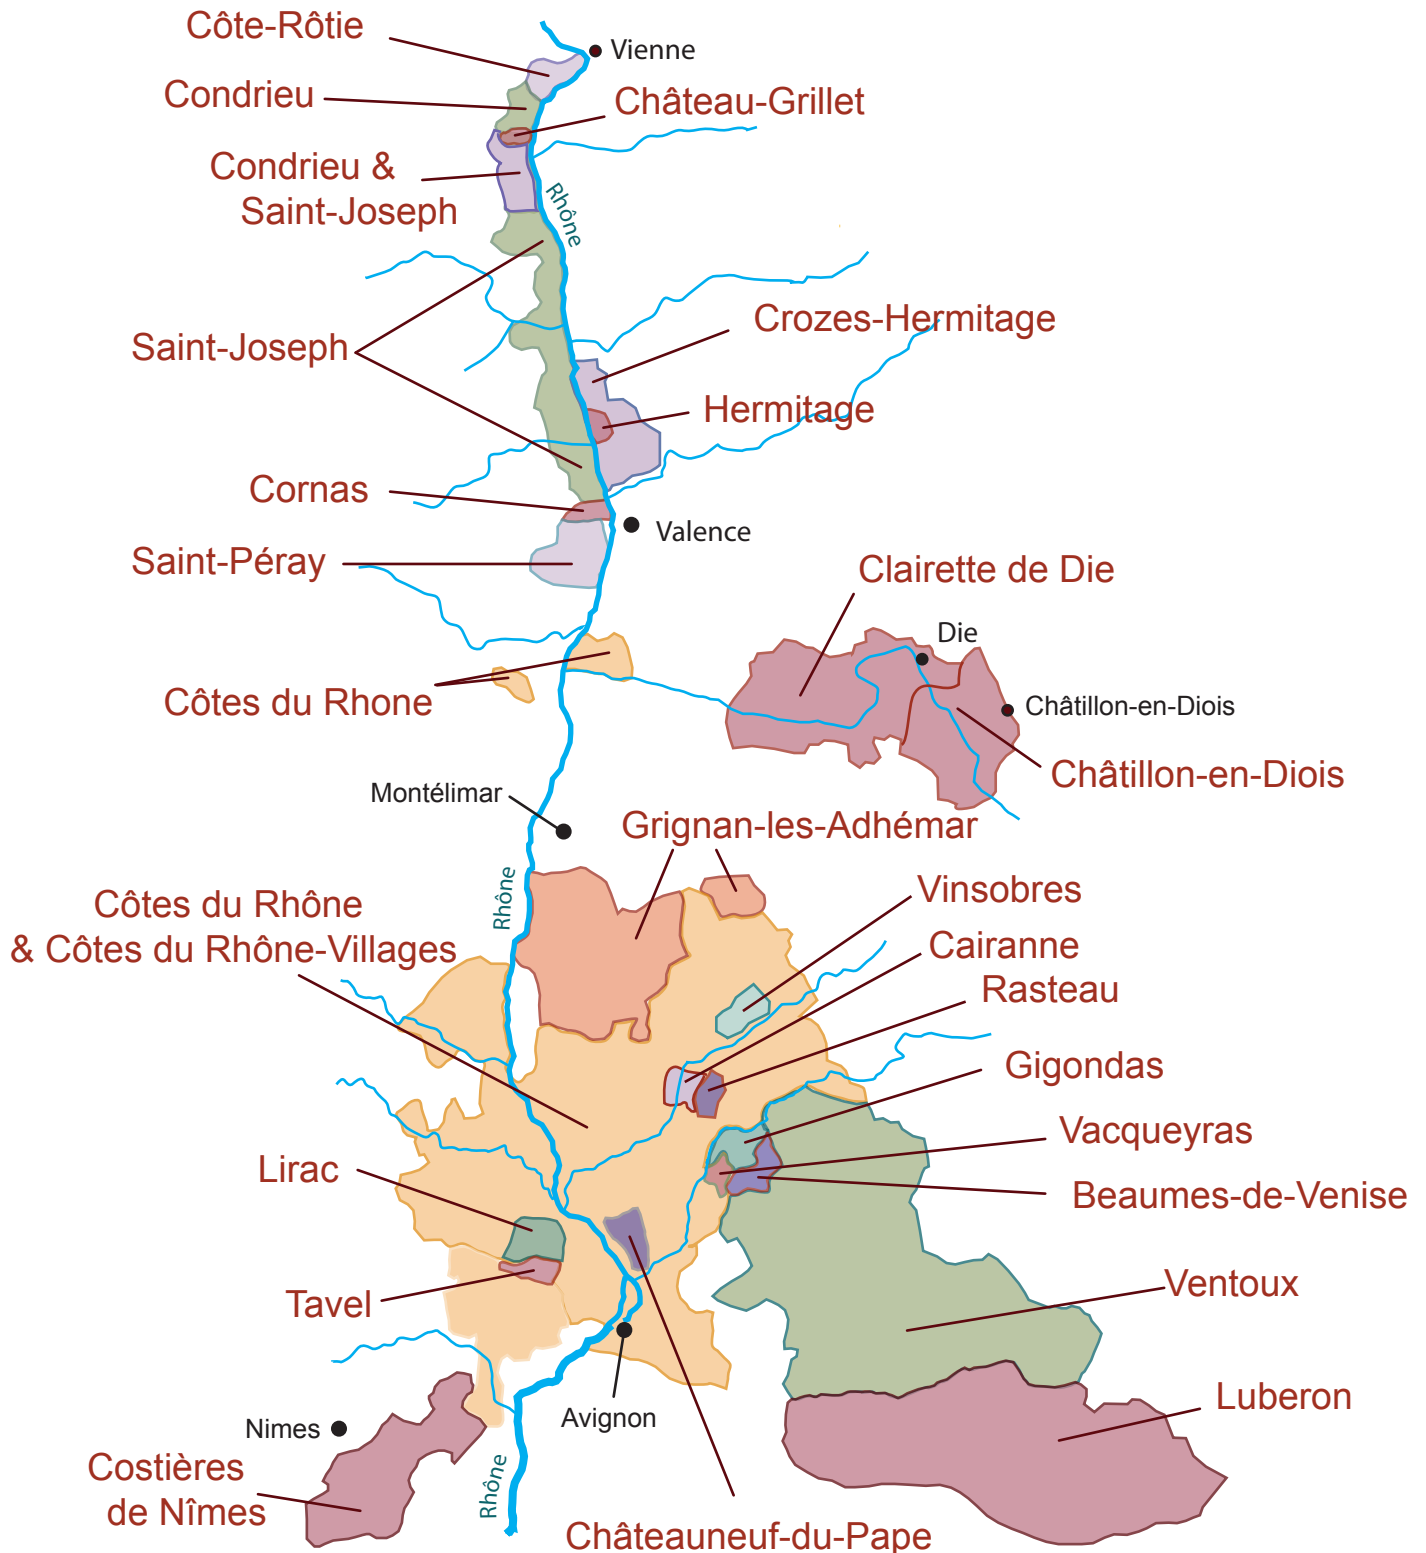 Côte-Rôtie
Vienne
Condrieu
Château-Grillet
Condrieu &
Saint-Joseph
Rhône
Crozes-Hermitage
Saint-Joseph
Hermitage
Cornas
Valence
Saint-Péray
Clairette de Die
Die
Côtes du Rhone
Châtillon-en-Diois
Châtillon-en-Diois
Montélimar
Grignan-les-Adhémar
Rhône
Côtes du Rhône
& Côtes du Rhône-Villages
Vinsobres
Cairanne
Rasteau
Gigondas
Vacqueyras
Lirac
Beaumes-de-Venise
Tavel
Ventoux
Luberon
Avignon
Nimes
Costières
de Nîmes
Rhône
Châteauneuf-du-Pape